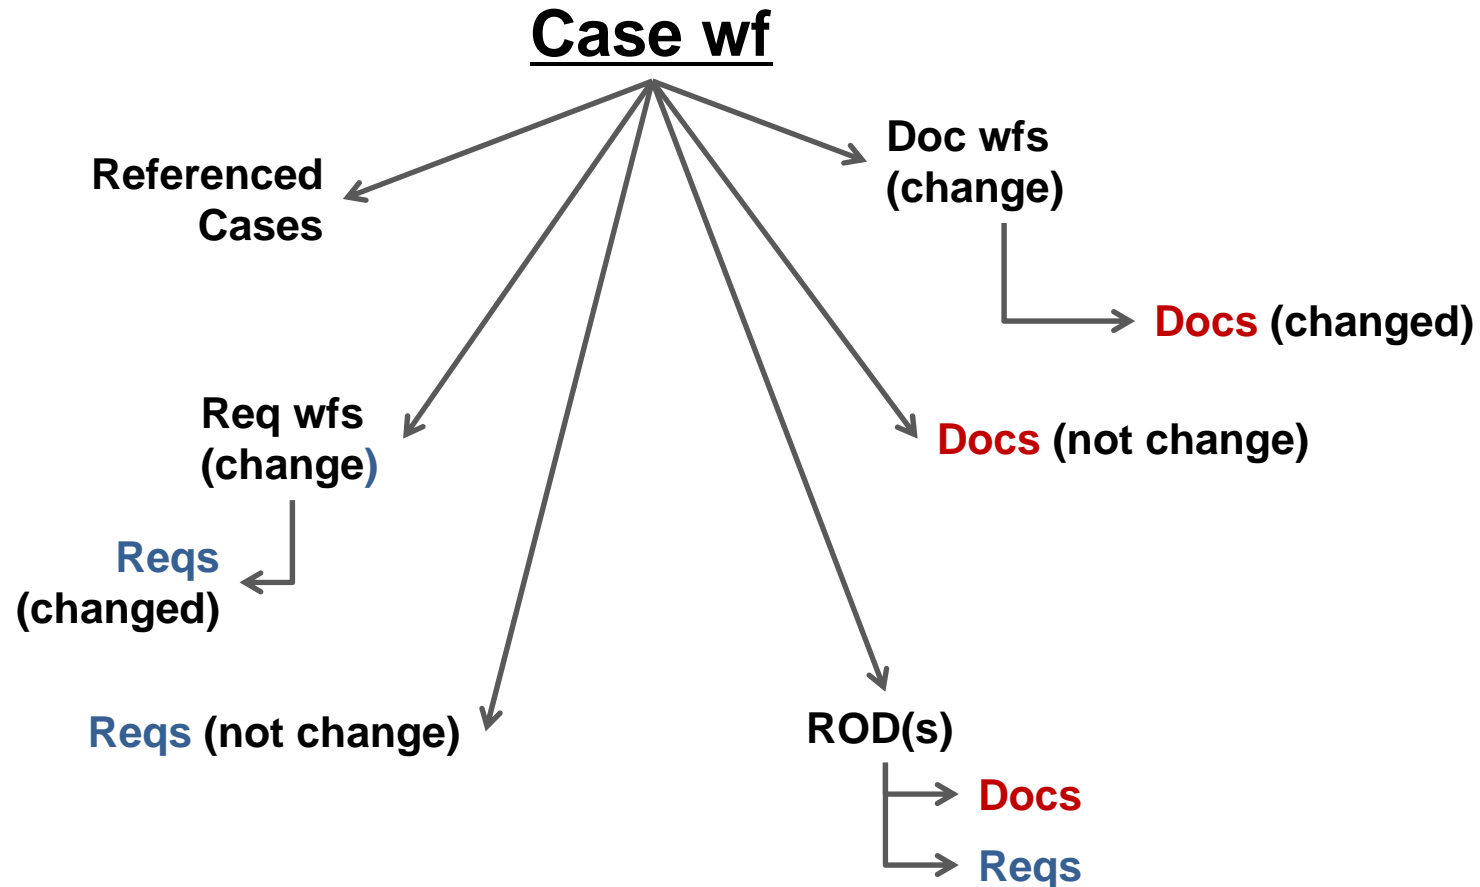 Case wf
Doc wfs
(change)
Referenced
Cases
Docs (changed)
Req wfs
(change)
Docs (not change)
Reqs
(changed)
Reqs (not change)
ROD(s)
Docs
Reqs